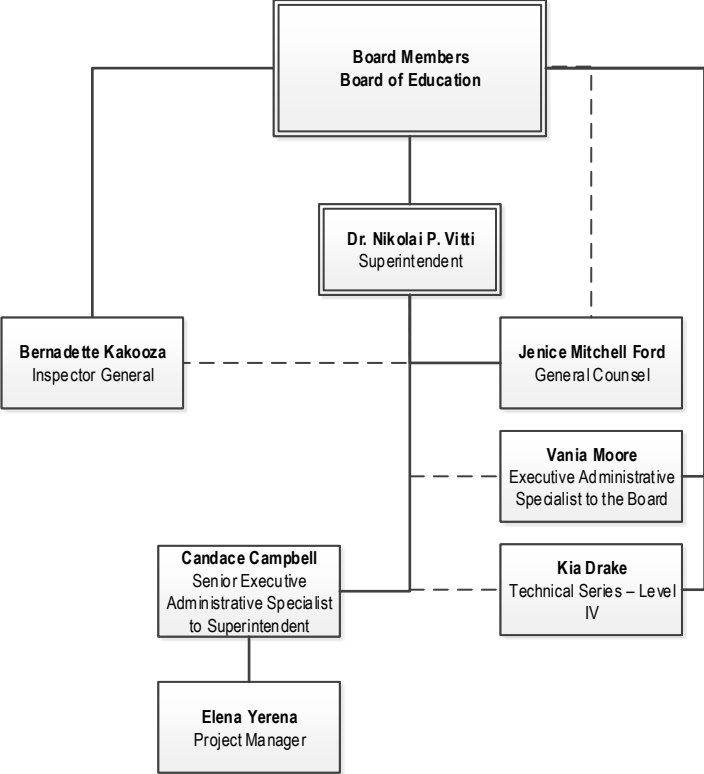 Board Members
Board of Education
Dr. Nikolai P. Vitti
Superintendent
Bernadette Kakooza
Inspector General
Jenice Mitchell Ford
General Counsel
Vania Moore
Executive Administrative
Specialist to the Board
Candace Campbell
Senior Executive
Administrative Specialist
to Superintendent
Kia Drake
Technical Series – Level
IV
Elena Yerena
Project Manager